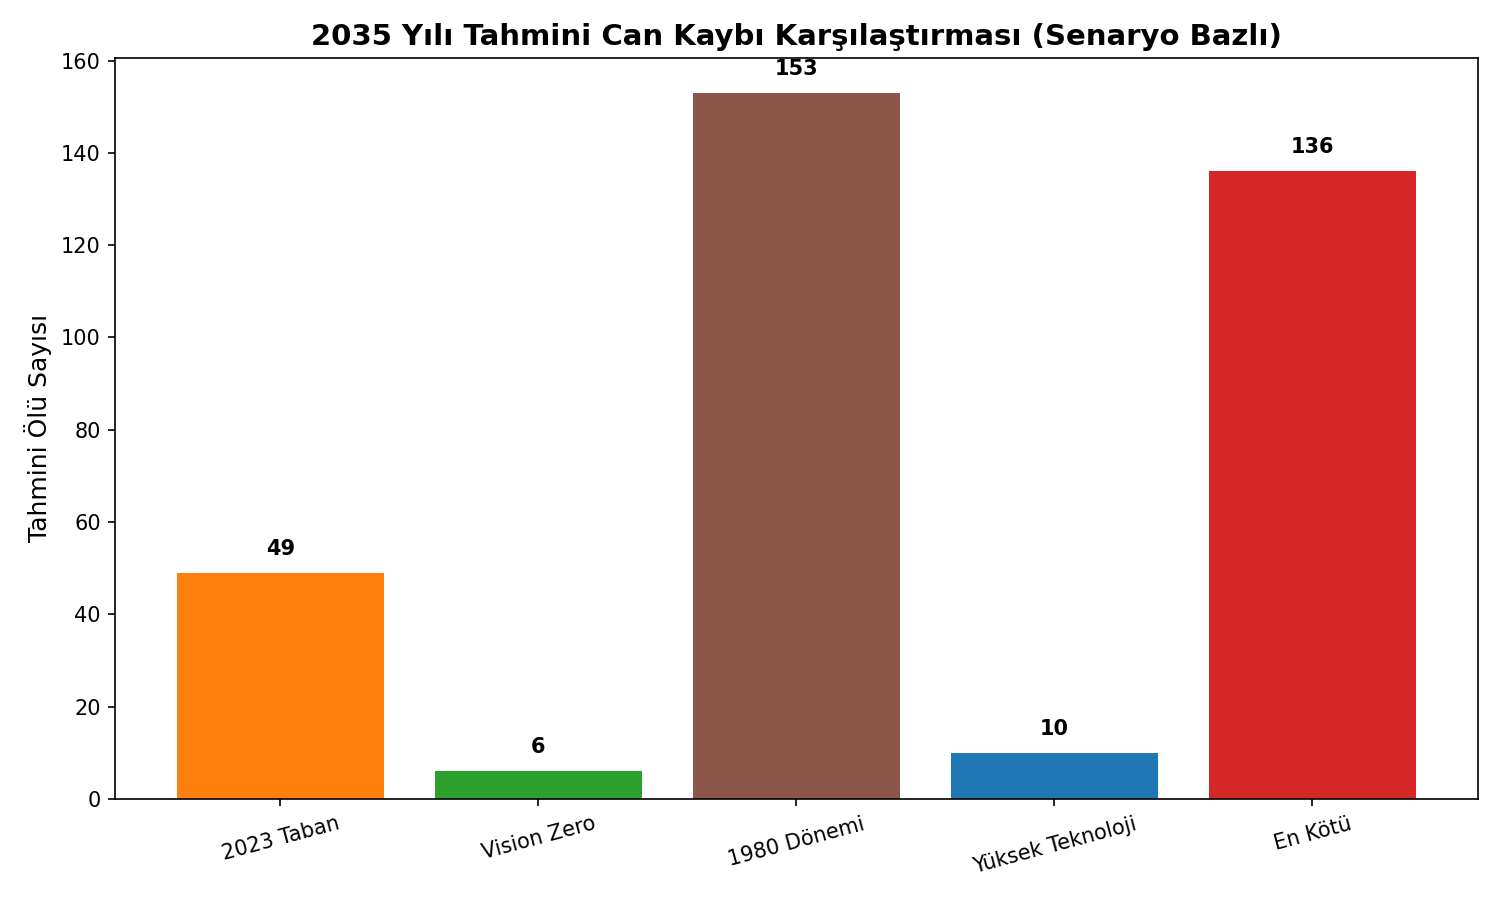 2035 Yılı Tahmini Can Kaybı Karşılaştırması (Senaryo Bazlı)
Tahmini Ölü Sayısı
160
140
120
100
80
60
40
20
0
49
6
153
10
136
2023 Taban
Vision Zero
1980 Dönemi
Yüksek Teknoloji
En Kötü